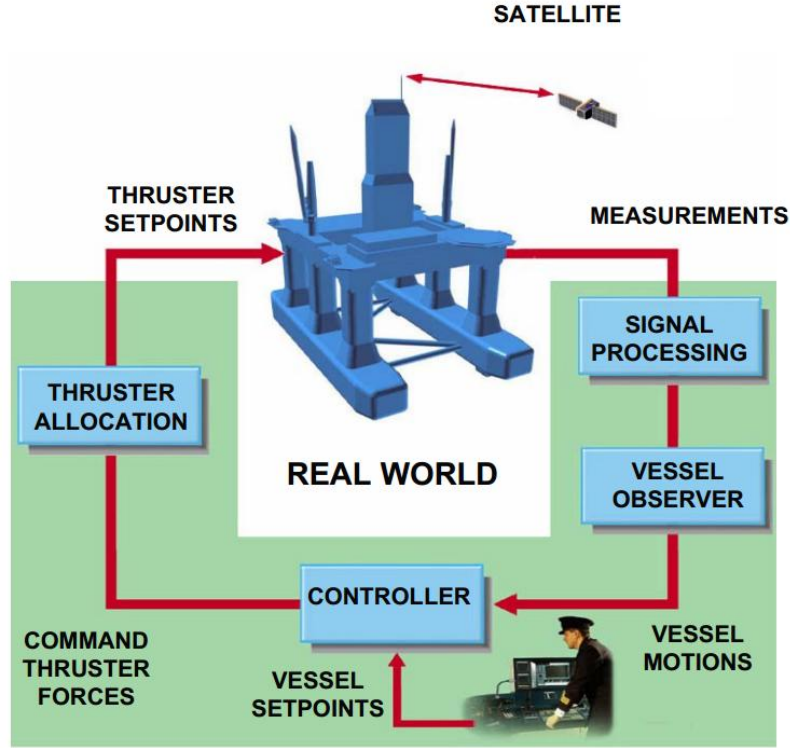 SATELLITE
THRUSTER
SETPOINTS
MEASUREMENTS
SIGNAL
PROCESSING
THRUSTER
ALLOCATION
REAL WORLD
VESSEL
OBSERVER
CONTROLLER
COMMAND
THRUSTER
FORCES
VESSEL
SETPOINTS
VESSEL
MOTIONS